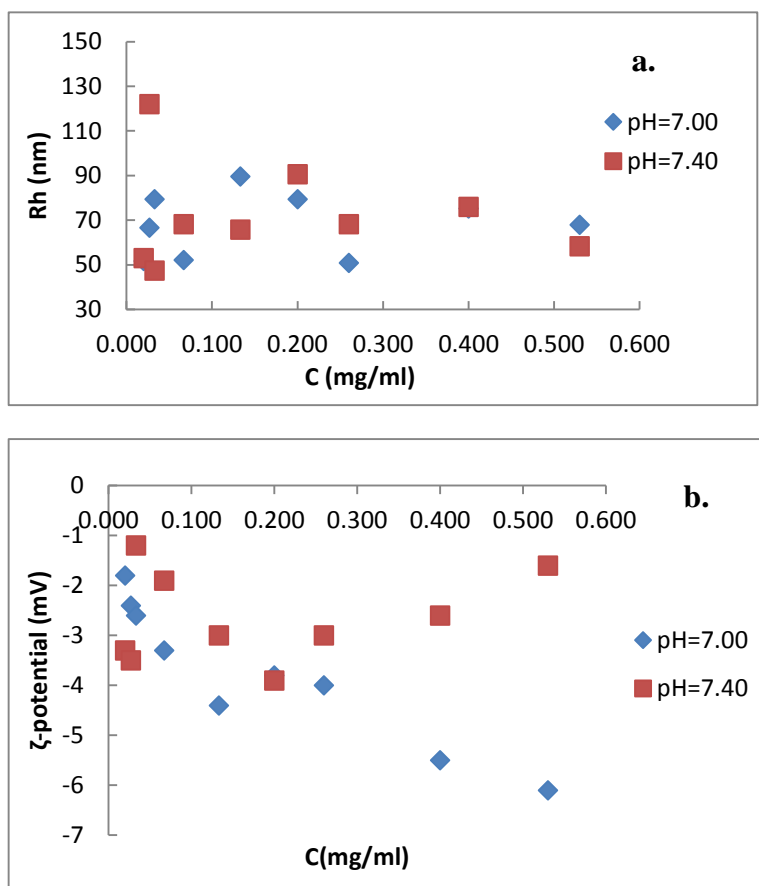 150
a.
130
pH=7.00
110
pH=7.40
Rh (nm)
90
70
50
30
0.000 0.100 0.200 0.300 0.400 0.500 0.600
C (mg/ml)
0
b.
0.000 0.100 0.200 0.300 0.400 0.500 0.600
-1
-2
-3
pH=7.00
ζ-potential (mV)
-4
pH=7.40
-5
-6
-7
C(mg/ml)